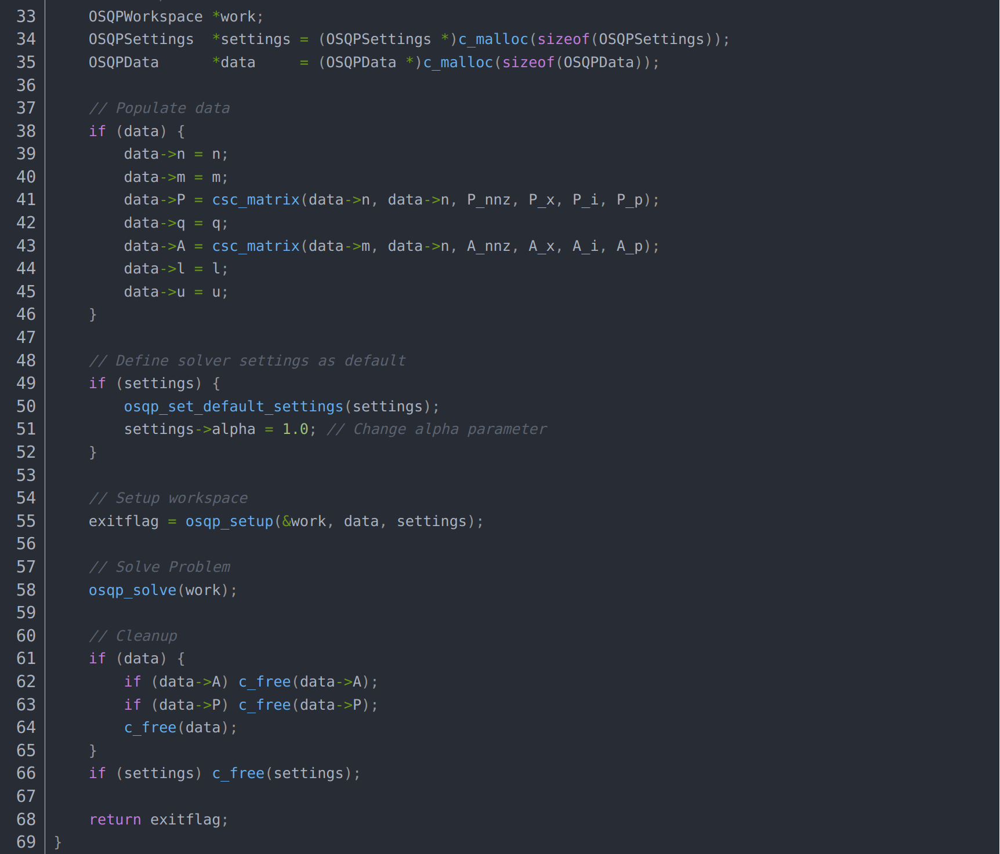 33     OSQPWorkspace *work;
34     OSQPSettings  *settings = (OSQPSettings *)c_malloc(sizeof(OSQPSettings));
35     OSQPData      *data     = (OSQPData *)c_malloc(sizeof(OSQPData));
36
37     // Populate data
38     if (data) {
39         data->n = n;
40         data->m = m;
41         data->P = csc_matrix(data->n, data->n, P_nnz, P_x, P_i, P_p);
42         data->q = q;
43         data->A = csc_matrix(data->m, data->n, A_nnz, A_x, A_i, A_p);
44         data->l = l;
45         data->u = u;
46     }
47
48     // Define solver settings as default
49     if (settings) {
50         osqp_set_default_settings(settings);
51         settings->alpha = 1.0; // Change alpha parameter
52     }
53
54     // Setup workspace
55     exitflag = osqp_setup(&work, data, settings);
56
57     // Solve Problem
58     osqp_solve(work);
59
60     // Cleanup
61     if (data) {
62         if (data->A) c_free(data->A);
63         if (data->P) c_free(data->P);
64         c_free(data);
65     }
66     if (settings) c_free(settings);
67
68     return exitflag;
69 }